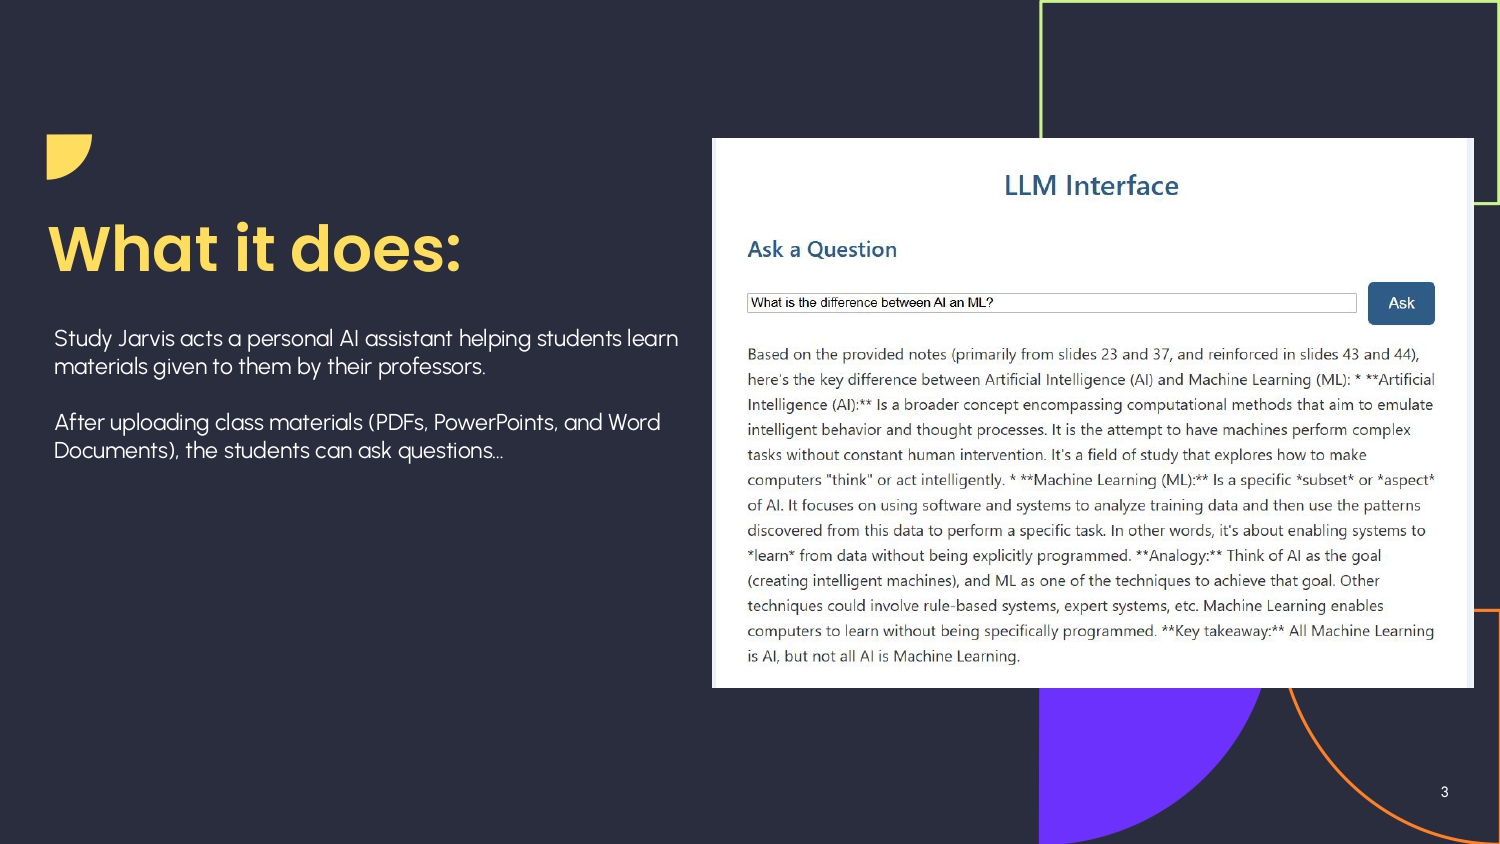 What it does:
Study Jarvis acts a personal AI assistant helping students learn
materials given to them by their professors.
After uploading class materials (PDFs, PowerPoints, and Word
Documents), the students can ask questions...
LLM Interface
Ask a Question
What is the difference between AI an ML?
Ask
Based on the provided notes (primarily from slides 23 and 37, and reinforced in slides 43 and 44),
here's the key difference between Artificial Intelligence (AI) and Machine Learning (ML): * **Artificial
Intelligence (AI):** Is a broader concept encompassing computational methods that aim to emulate
intelligent behavior and thought processes. It is the attempt to have machines perform complex
tasks without constant human intervention. It's a field of study that explores how to make
computers "think" or act intelligently. * **Machine Learning (ML):** Is a specific *subset* or *aspect*
of AI. It focuses on using software and systems to analyze training data and then use the patterns
discovered from this data to perform a specific task. In other words, it's about enabling systems to
*learn* from data without being explicitly programmed. **Analogy:** Think of AI as the goal
(creating intelligent machines), and ML as one of the techniques to achieve that goal. Other
techniques could involve rule-based systems, expert systems, etc. Machine Learning enables
computers to learn without being specifically programmed. **Key takeaway:** All Machine Learning
is AI, but not all AI is Machine Learning.
3